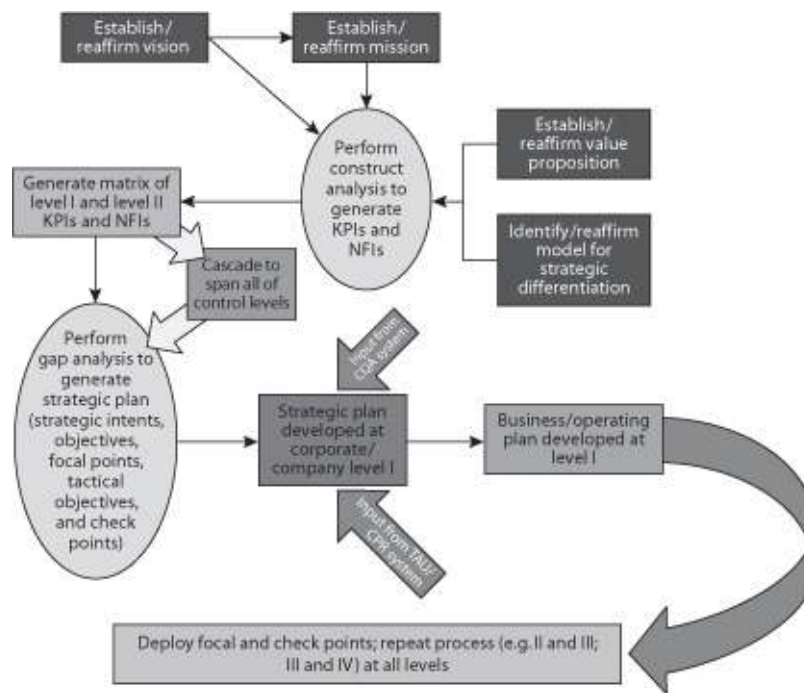 Establish/
reaffirm vision
Establish/
reaffirm mission
Establish/
reaffirm value
proposition
Perform
construct
analysis to
generate
KPIs and
NFIs
Generate matrix of
level I and level II
KPIs and NFIs
Identify/reaffirm
model for
strategic
differentiation
Cascade to
span all of
control levels
Perform
gap analysis to
generate
strategic plan
(strategic intents,
objectives,
focal points,
tactical
objectives,
and check
points)
Input from
CQA system
Strategic plan
developed at
corporate/
company level I
Business/operating
plan developed at
level I
Input from TAU/
CPR system
Deploy focal and check points; repeat process (e.g. II and III;
III and IV) at all levels